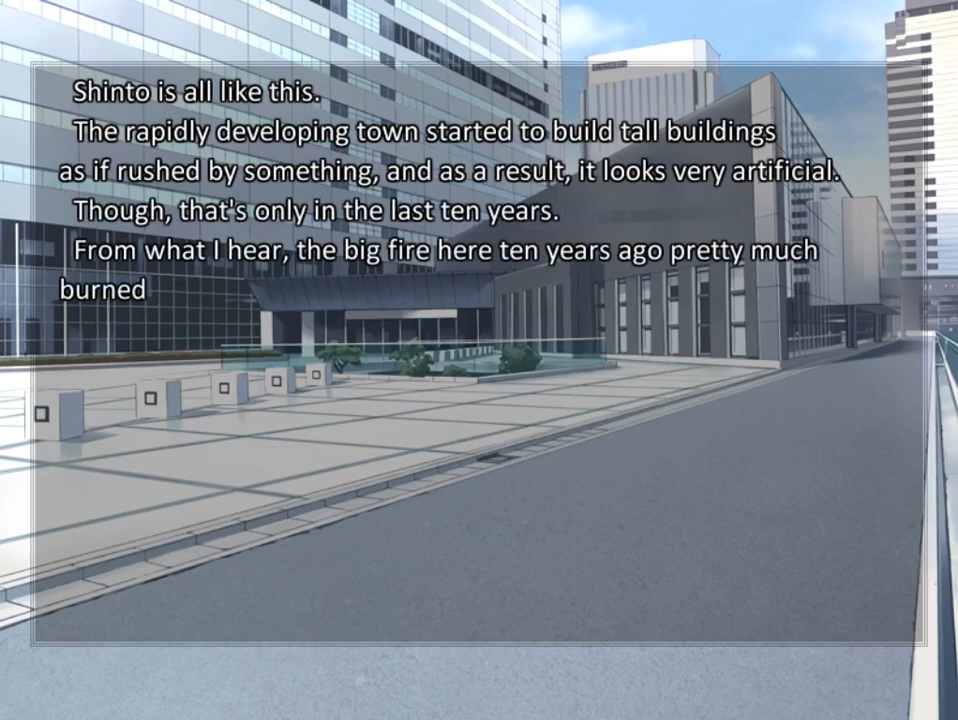 Shinto is all like this.
The rapidly developing town started to build tall buildings
as if rushed by something, and as a result, it looks very artificial.
Though, that's only in the last ten years.
From what I hear, the big fire here ten years ago pretty much
burned